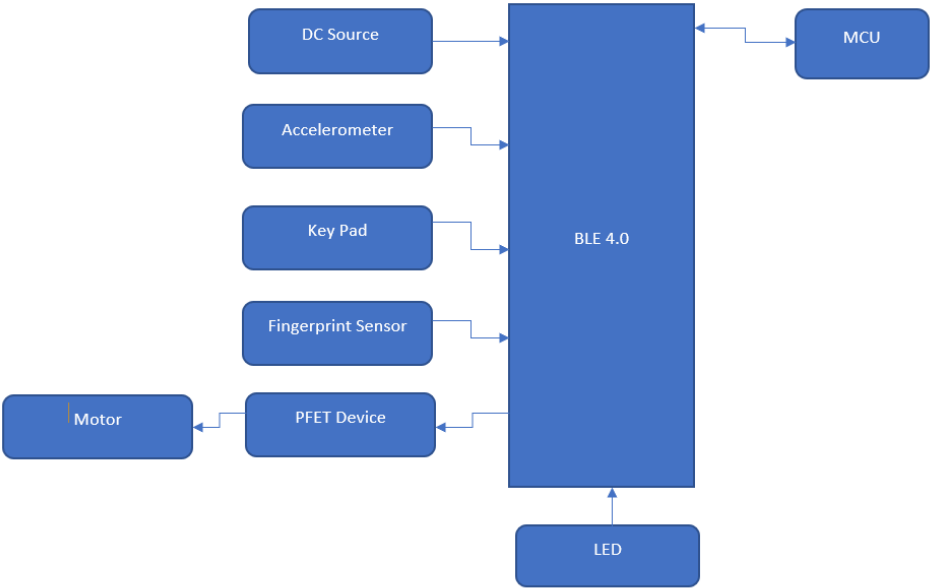 DC Source
MCU
Accelerometer
Key Pad
BLE 4.0
Fingerprint Sensor
PFET Device
Motor
LED